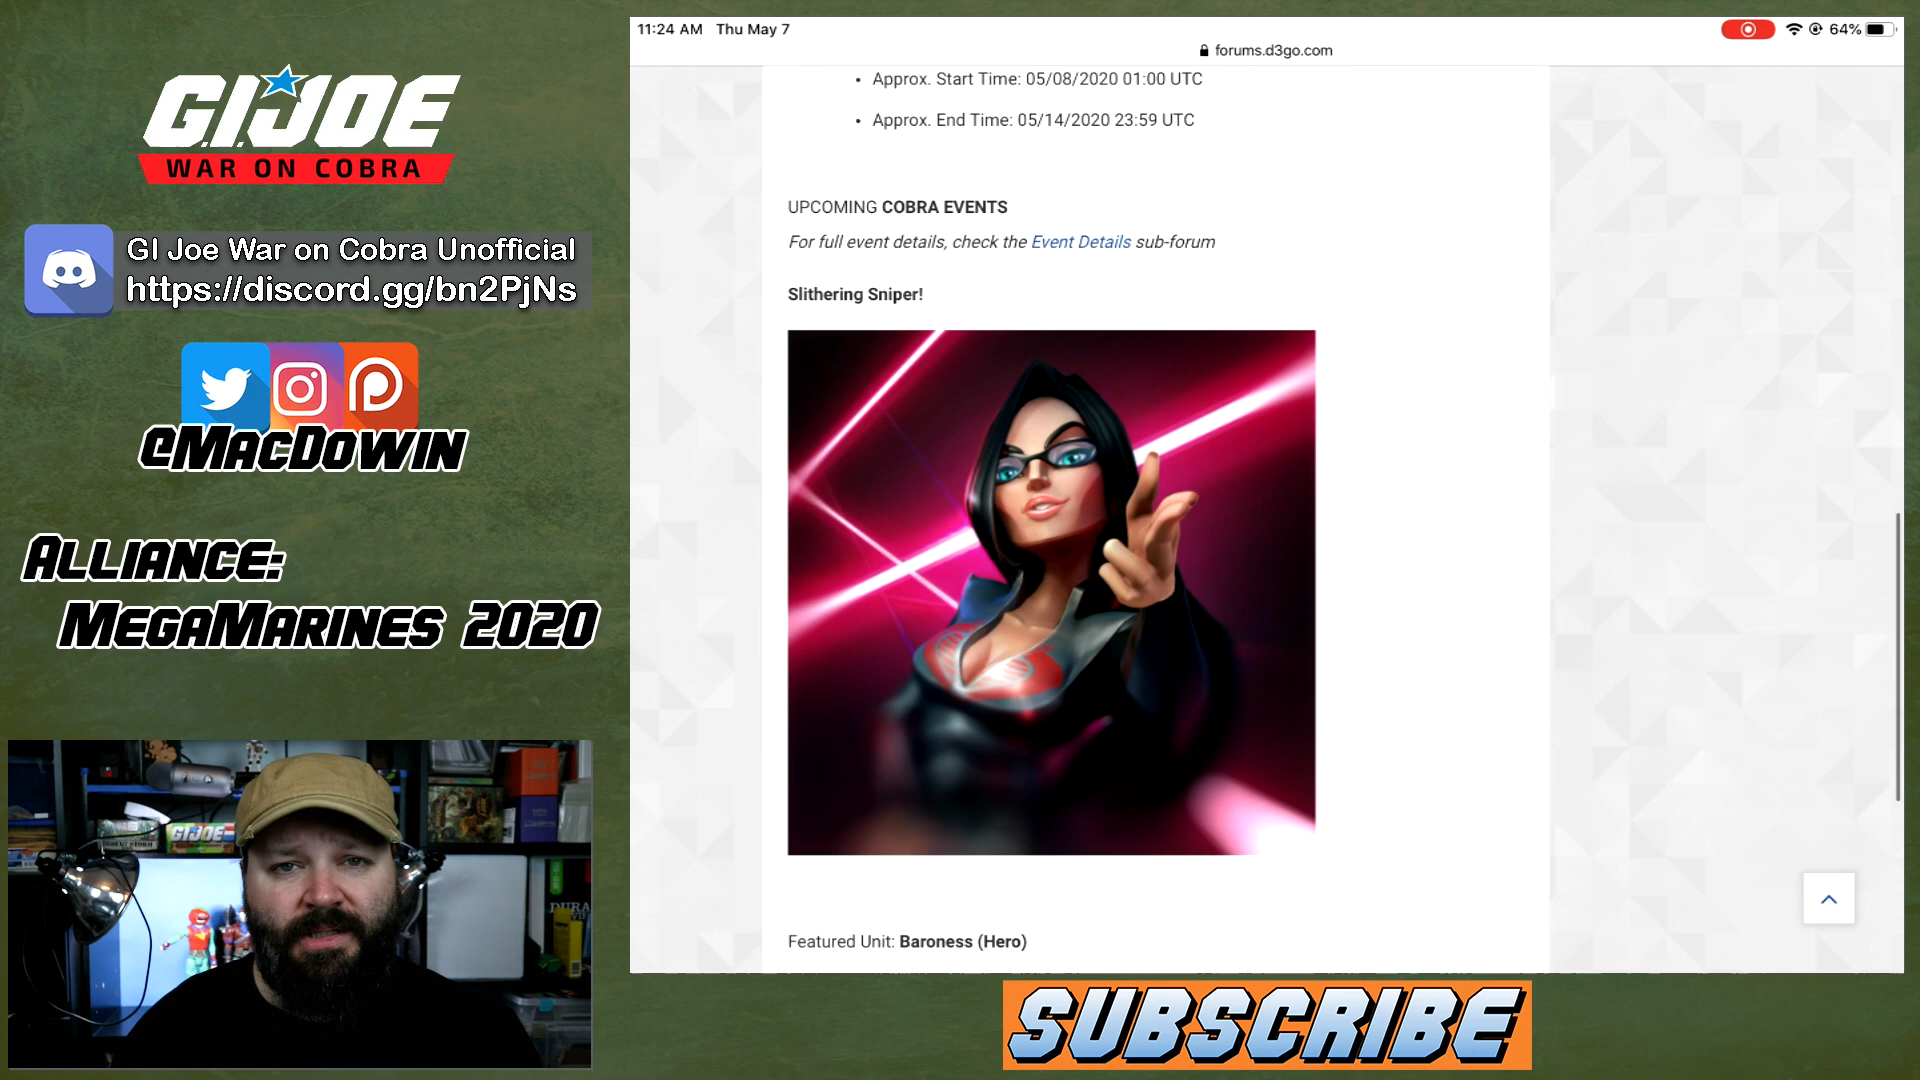 G.I. JOE
WAR ON COBRA
GI Joe War on Cobra Unofficial
https://discord.gg/bn2PjNs
@MacDowin
Alliance:
MegaMarines 2020
GI JOE
DURA
11:24 AM Thu May 7
64%
forums.d3go.com
• Approx. Start Time: 05/08/2020 01:00 UTC
• Approx. End Time: 05/14/2020 23:59 UTC
UPCOMING COBRA EVENTS
For full event details, check the Event Details sub-forum
Slithering Sniper!
Featured Unit: Baroness (Hero)
SUBSCRIBE